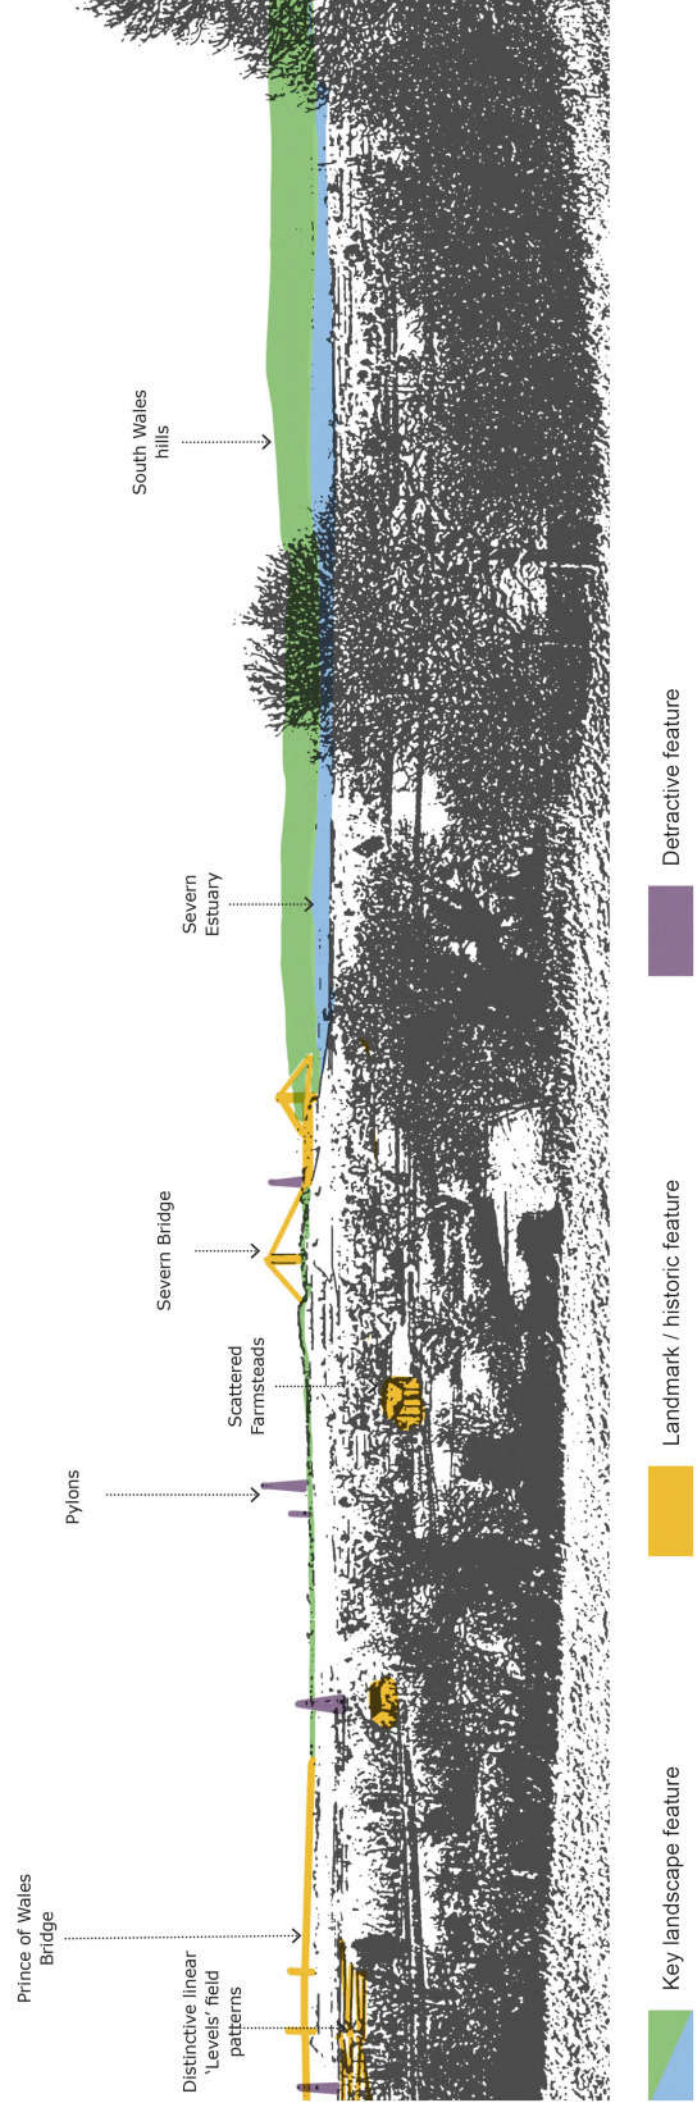 Prince of Wales
Bridge
Distinctive linear
‘Levels’ field
patterns
Pylons
Scattered
Farmsteads
Severn Bridge
Severn
Estuary
South Wales
hills
Key landscape feature
Landmark / historic feature
Detractive feature